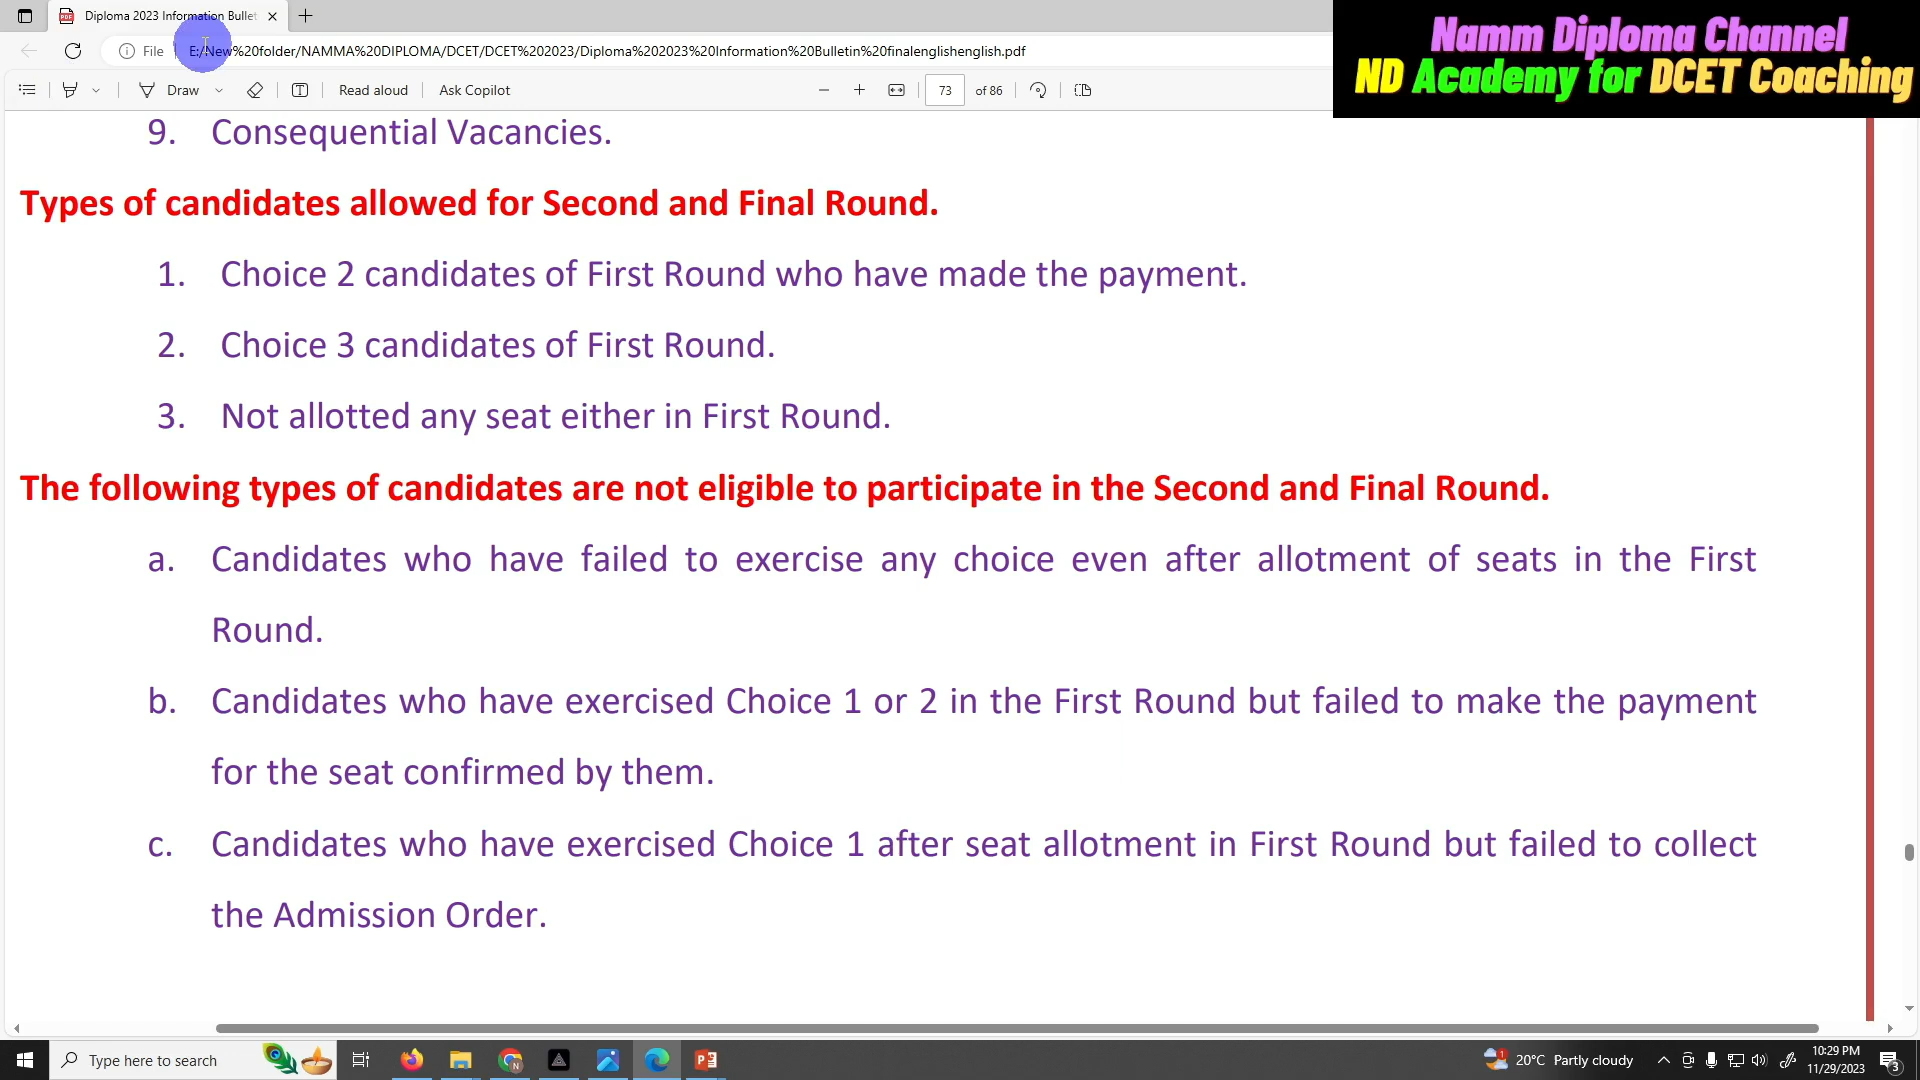 Diploma 2023 Information Bullet
File
E:/New%20folder/NAMMA%20DIPLOMA/DCET/DCET%202023/Diploma%202023%20Information%20Bulletin%20finalenglishenglish.pdf
Draw
Read aloud
Ask Copilot
73 of 86
Namm Diploma Channel
ND Academy for DCET Coaching
9. Consequential Vacancies.
Types of candidates allowed for Second and Final Round.
1. Choice 2 candidates of First Round who have made the payment.
2. Choice 3 candidates of First Round.
3. Not allotted any seat either in First Round.
The following types of candidates are not eligible to participate in the Second and Final Round.
a. Candidates who have failed to exercise any choice even after allotment of seats in the First
Round.
b. Candidates who have exercised Choice 1 or 2 in the First Round but failed to make the payment
for the seat confirmed by them.
c. Candidates who have exercised Choice 1 after seat allotment in First Round but failed to collect
the Admission Order.
Type here to search
20°C Partly cloudy
10:29 PM
11/29/2023
3